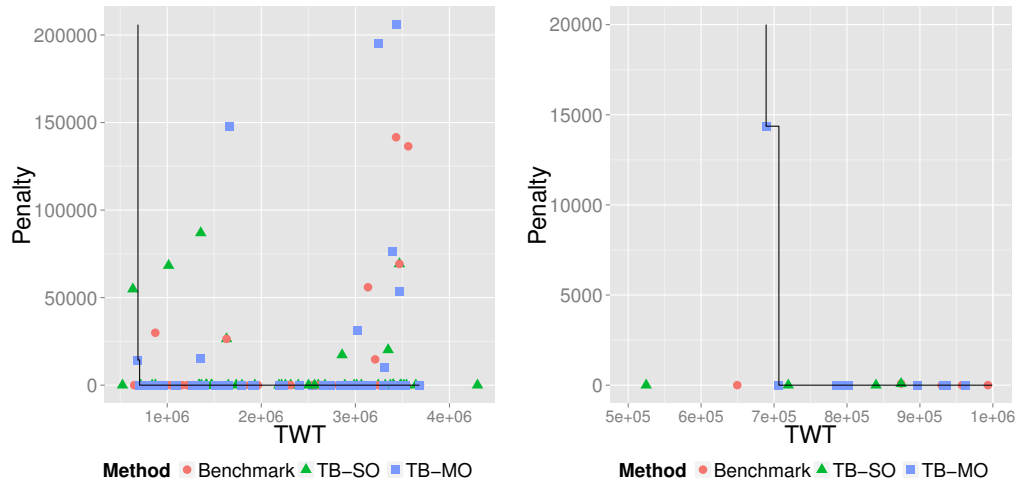 200000
150000
100000
50000
0
Penalty
1e+06 2e+06 3e+06 4e+06
TWT
Method Benchmark TB−SO TB−MO
20000
15000
10000
5000
0
Penalty
5e+05 6e+05 7e+05 8e+05 9e+05 1e+06
TWT
Method Benchmark TB−SO TB−MO